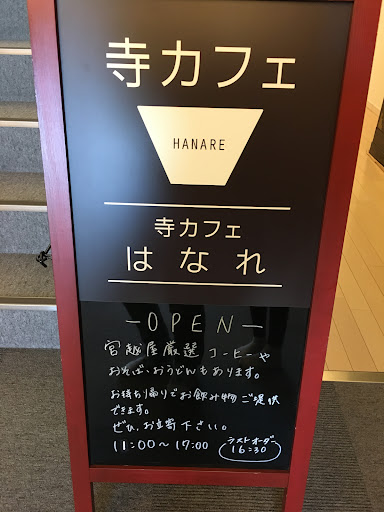 寺カフェ
HANARE
寺カフェ
はなれ
—OPEN—
宮越屋厳選コーヒーや
おそば、おうどんもあります。
お持ち帰りでお飲み物ご提供
できます。
ぜひ、お立寄下さい。
11:00～17:00
ラストオーダー
16:30